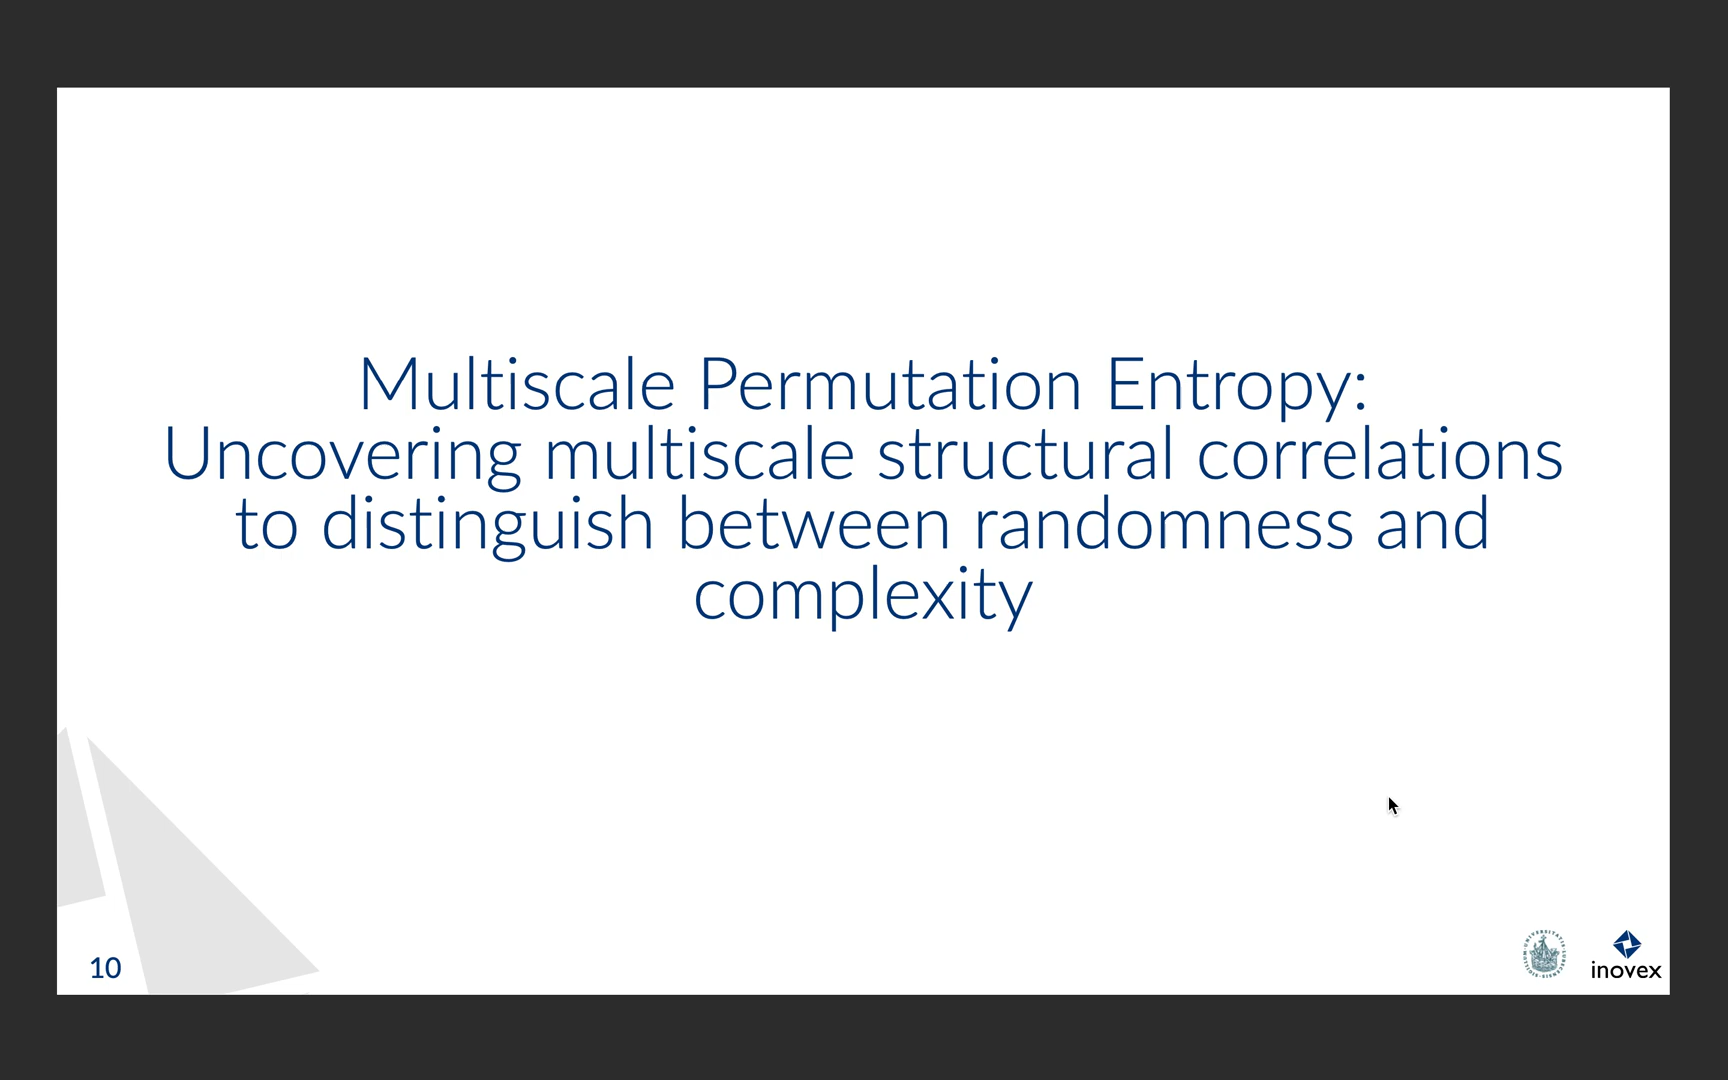 Multiscale Permutation Entropy:
Uncovering multiscale structural correlations
to distinguish between randomness and
complexity
10
inovex